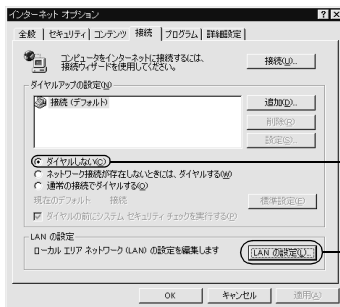 インターネット オプション
全般 セキュリティ コンテンツ 接続 プログラム 詳細設定
コンピュータをインターネットに接続するには、
接続ウィザードを使用してください。
接続(U)...
ダイヤルアップの設定(N)
接続 (デフォルト)
追加(D)...
削除(R)
設定(S)...
ダイヤルしない(C)
ネットワーク接続が存在しないときには、ダイヤルする(W)
通常の接続でダイヤルする(O)
現在のデフォルト 接続
標準設定(E)
ダイヤルの前にシステム セキュリティ チェックを実行する(P)
LAN の設定
ローカル エリア ネットワーク (LAN) の設定を編集します
LAN の設定(L)...
OK キャンセル 適用(A)